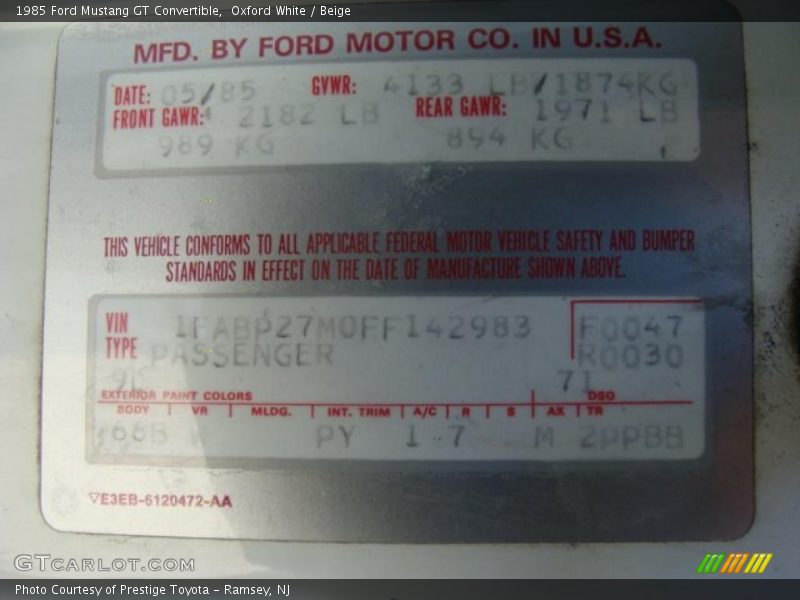 1985 Ford Mustang GT Convertible, Oxford White / Beige
MFD. BY FORD MOTOR CO. IN U.S.A.
DATE: 05/85 GVWR: 4133 LB/1874KG
FRONT GAWR: 2182 LB REAR GAWR: 1971 LB
989 KG 894 KG
THIS VEHICLE CONFORMS TO ALL APPLICABLE FEDERAL MOTOR VEHICLE SAFETY AND BUMPER
STANDARDS IN EFFECT ON THE DATE OF MANUFACTURE SHOWN ABOVE.
VIN 1FABP27M0FF142983 F0047
TYPE PASSENGER R0030
71
EXTERIOR PAINT COLORS DSO
BODY VR MLDG. INT. TRIM A/C R S AX TR
66B PY 1 7 M 2PPBB
▽E3EB-6120472-AA
GTCARLOT.COM
Photo Courtesy of Prestige Toyota - Ramsey, NJ